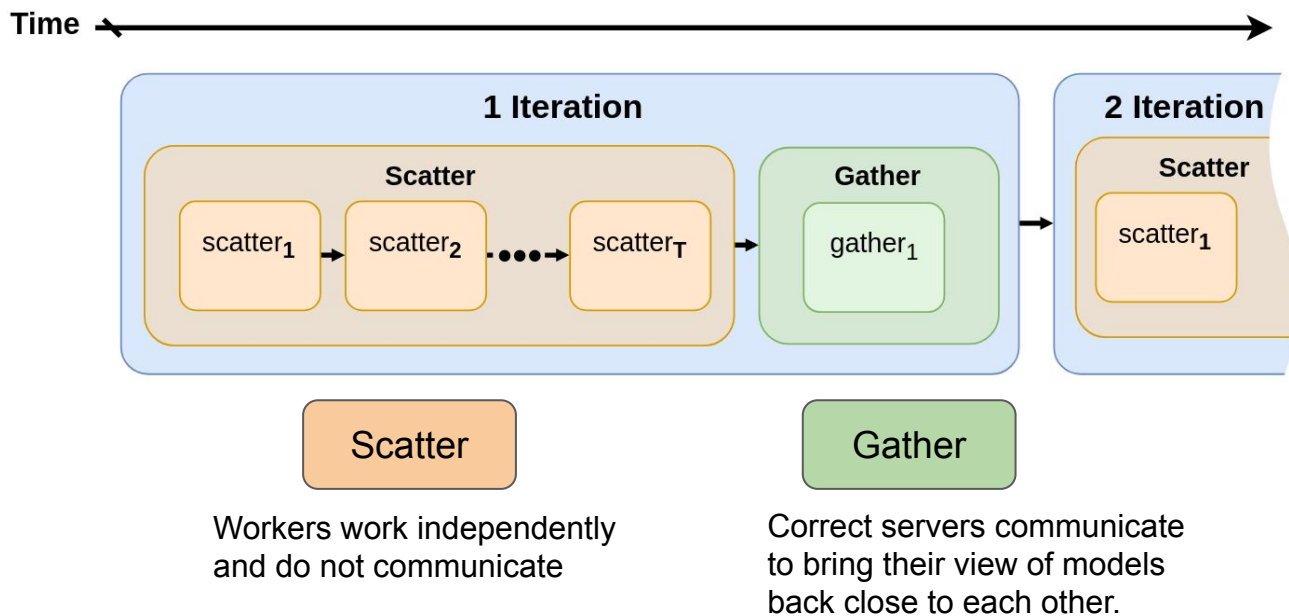 Time
1 Iteration
2 Iteration
Scatter
Gather
Scatter
scatter1
scatter2
scatterT
gather1
scatter1
Scatter
Gather
Workers work independently
and do not communicate
Correct servers communicate
to bring their view of models
back close to each other.